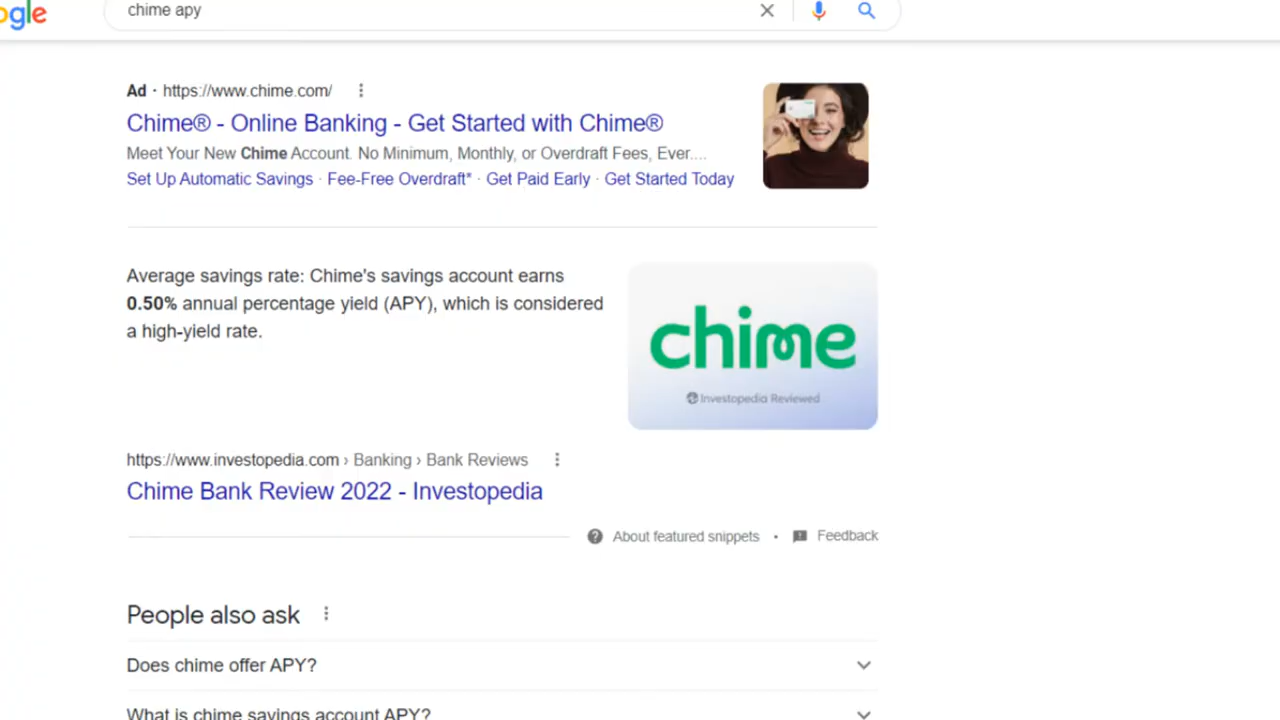 ogle
chime apy
Ad · https://www.chime.com/
Chime® - Online Banking - Get Started with Chime®
Meet Your New Chime Account. No Minimum, Monthly, or Overdraft Fees, Ever....
Set Up Automatic Savings · Fee-Free Overdraft* · Get Paid Early · Get Started Today
Average savings rate: Chime's savings account earns
0.50% annual percentage yield (APY), which is considered
a high-yield rate.
chime
Investopedia Reviewed
https://www.investopedia.com › Banking › Bank Reviews
Chime Bank Review 2022 - Investopedia
About featured snippets · Feedback
People also ask
Does chime offer APY?
What is chime savings account APY?